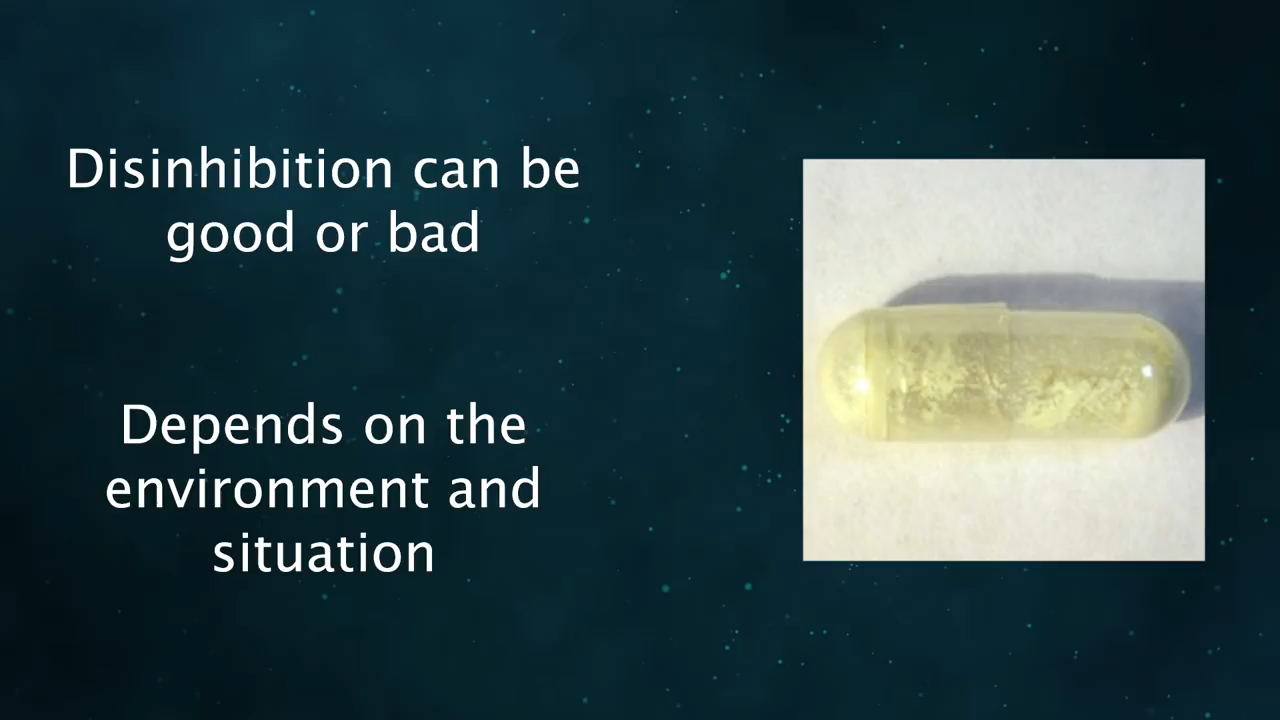 Disinhibition can be
good or bad
Depends on the
environment and
situation